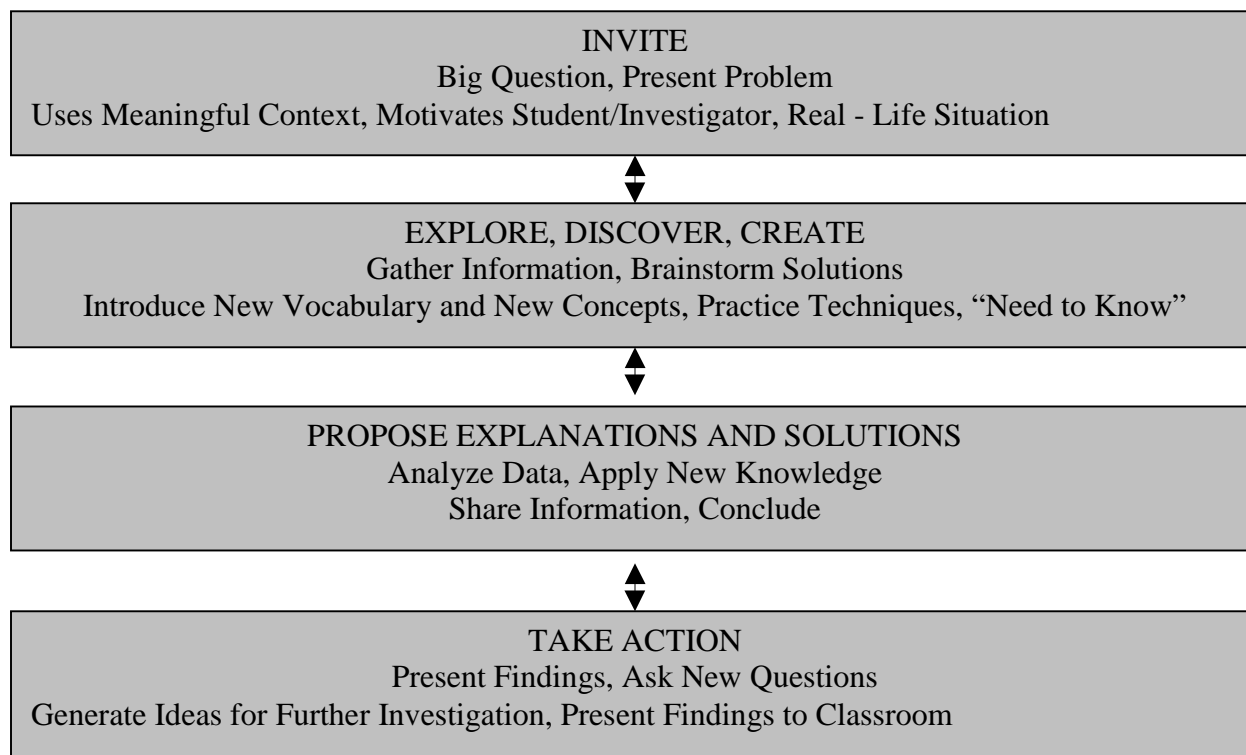 INVITE
Big Question, Present Problem
Uses Meaningful Context, Motivates Student/Investigator, Real - Life Situation
EXPLORE, DISCOVER, CREATE
Gather Information, Brainstorm Solutions
Introduce New Vocabulary and New Concepts, Practice Techniques, “Need to Know”
PROPOSE EXPLANATIONS AND SOLUTIONS
Analyze Data, Apply New Knowledge
Share Information, Conclude
TAKE ACTION
Present Findings, Ask New Questions
Generate Ideas for Further Investigation, Present Findings to Classroom